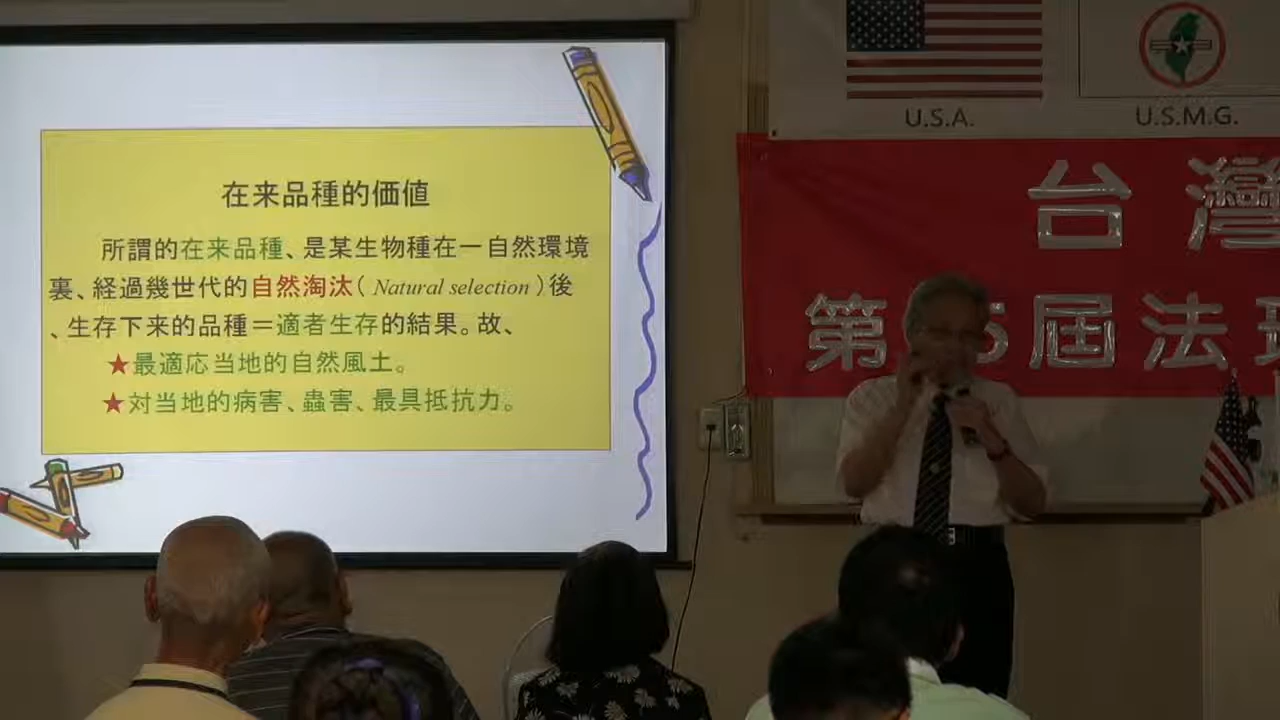 在来品種的価値
所謂的在来品種、是某生物種在一自然環境
裏、経過幾世代的自然淘汰（Natural selection）後
、生存下来的品種＝適者生存的結果。故、
★最適応当地的自然風土。
★対当地的病害、蟲害、最具抵抗力。
U.S.A.
U.S.M.G.
台灣
第 5屆法